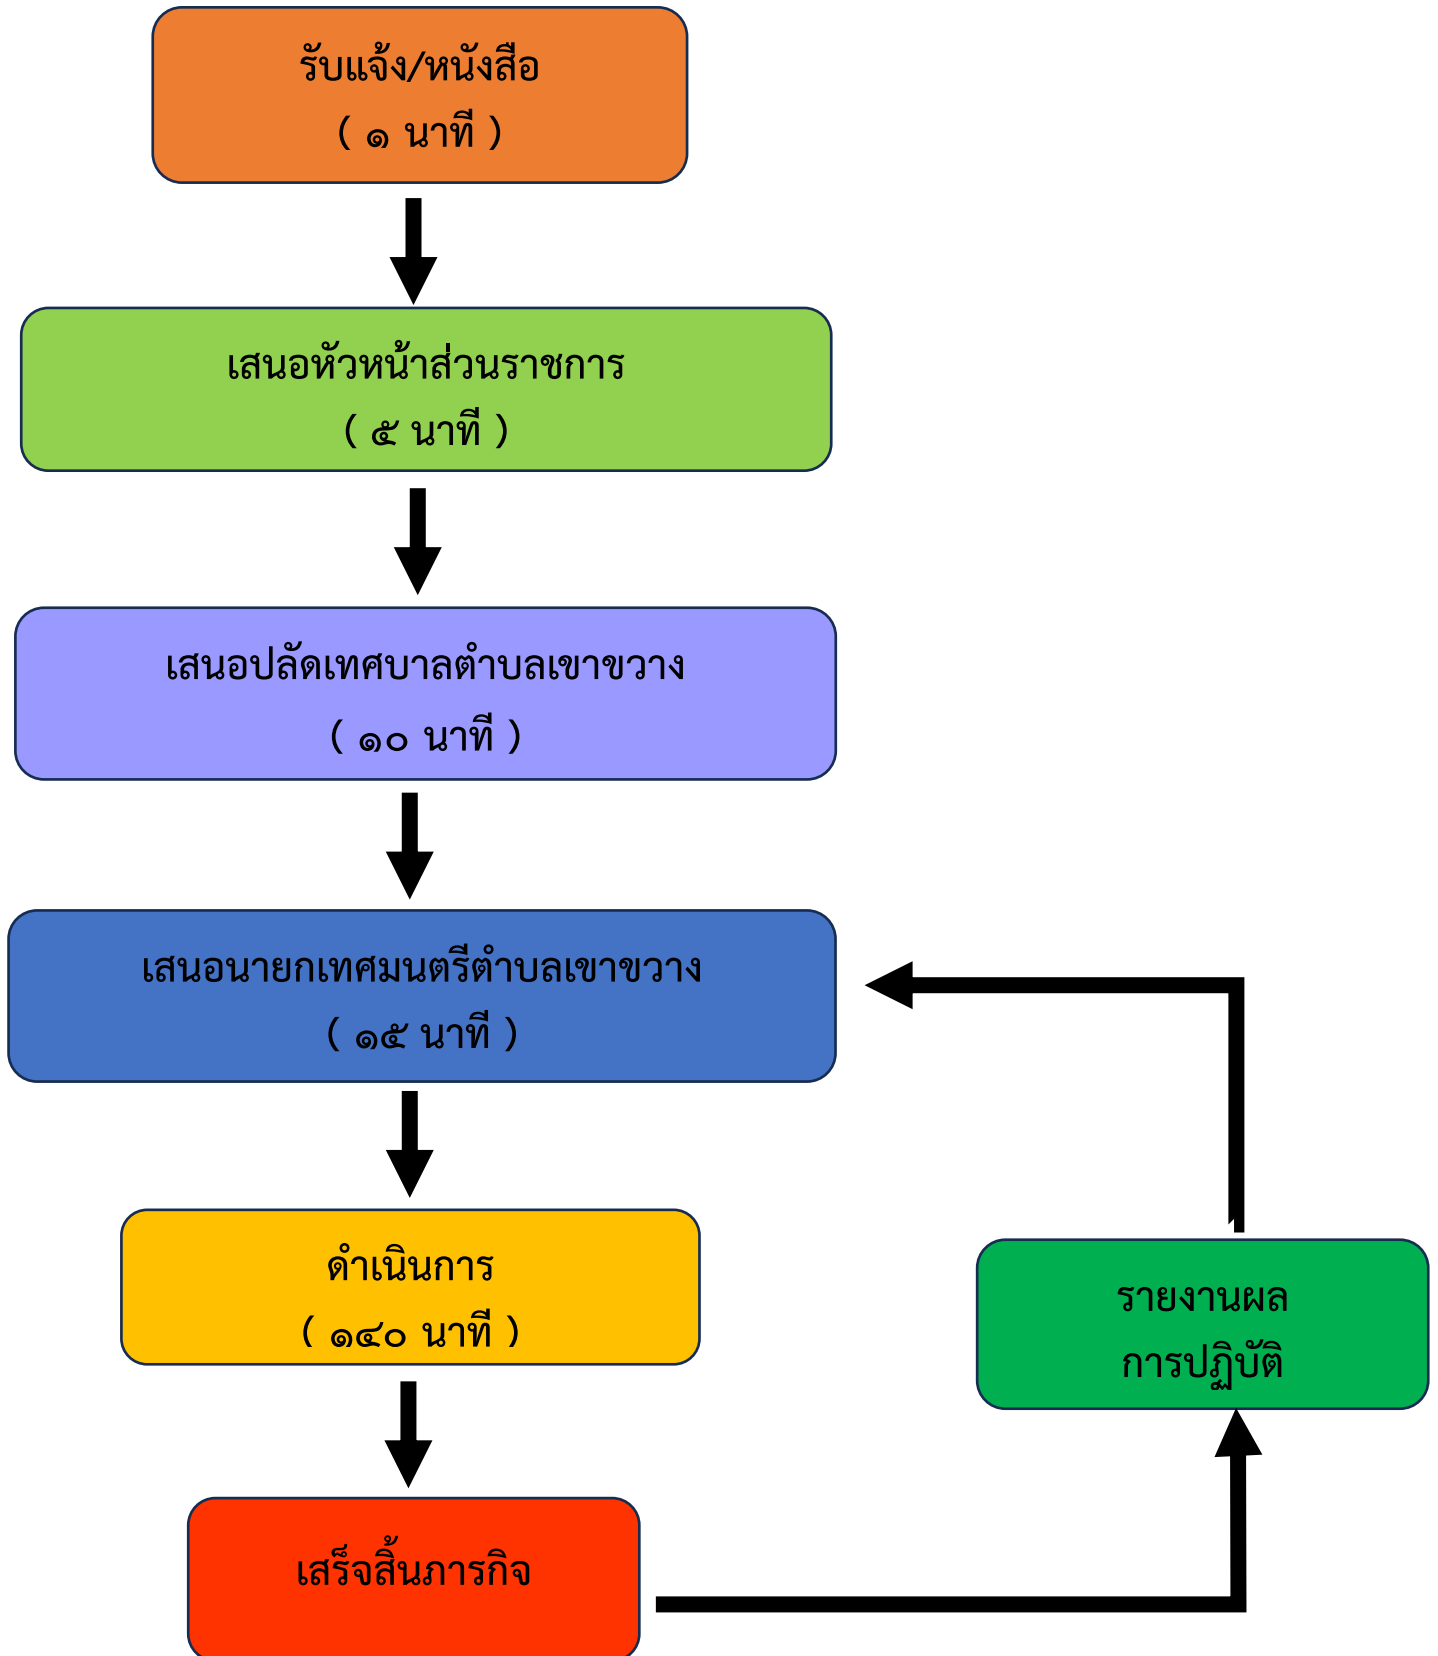 รับแจ้ง/หนังสือ
( ๑ นาที )
เสนอหัวหน้าส่วนราชการ
( ๕ นาที )
เสนอปลัดเทศบาลตำบลเขาขวาง
( ๑๐ นาที )
เสนอนายกเทศมนตรีตำบลเขาขวาง
( ๑๕ นาที )
ดำเนินการ
( ๑๔๐ นาที )
รายงานผล
การปฏิบัติ
เสร็จสิ้นภารกิจ